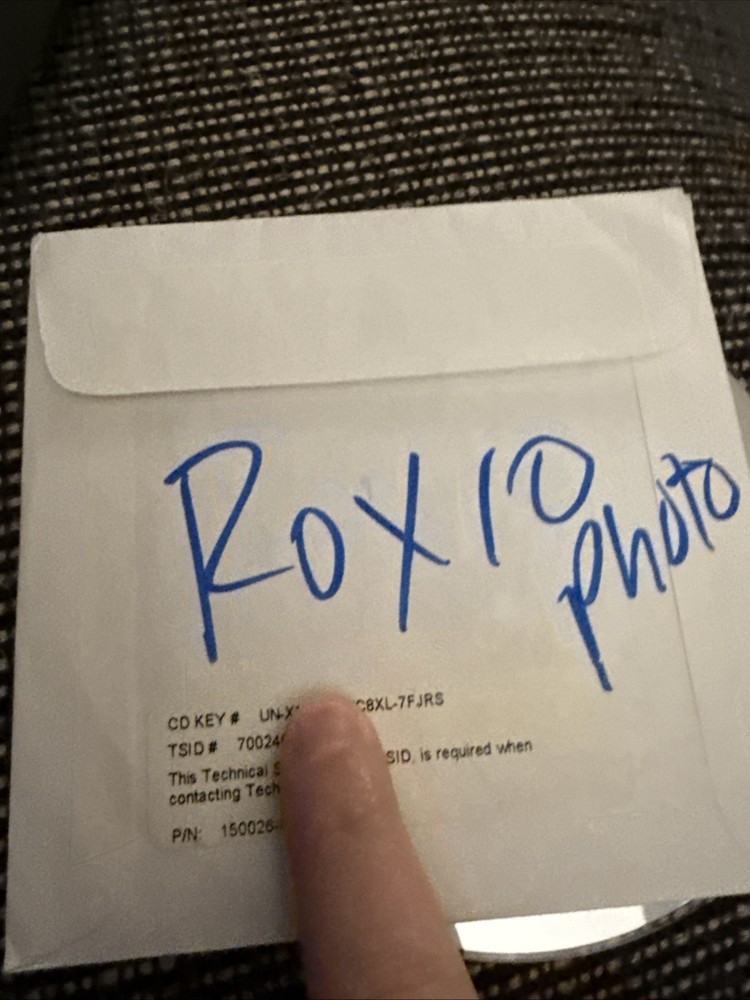 Roxio
photo
CD KEY # UN-X C8XL-7FJRS
TSID # 70024
This Technical S SID, is required when
contacting Tech
P/N: 150026-